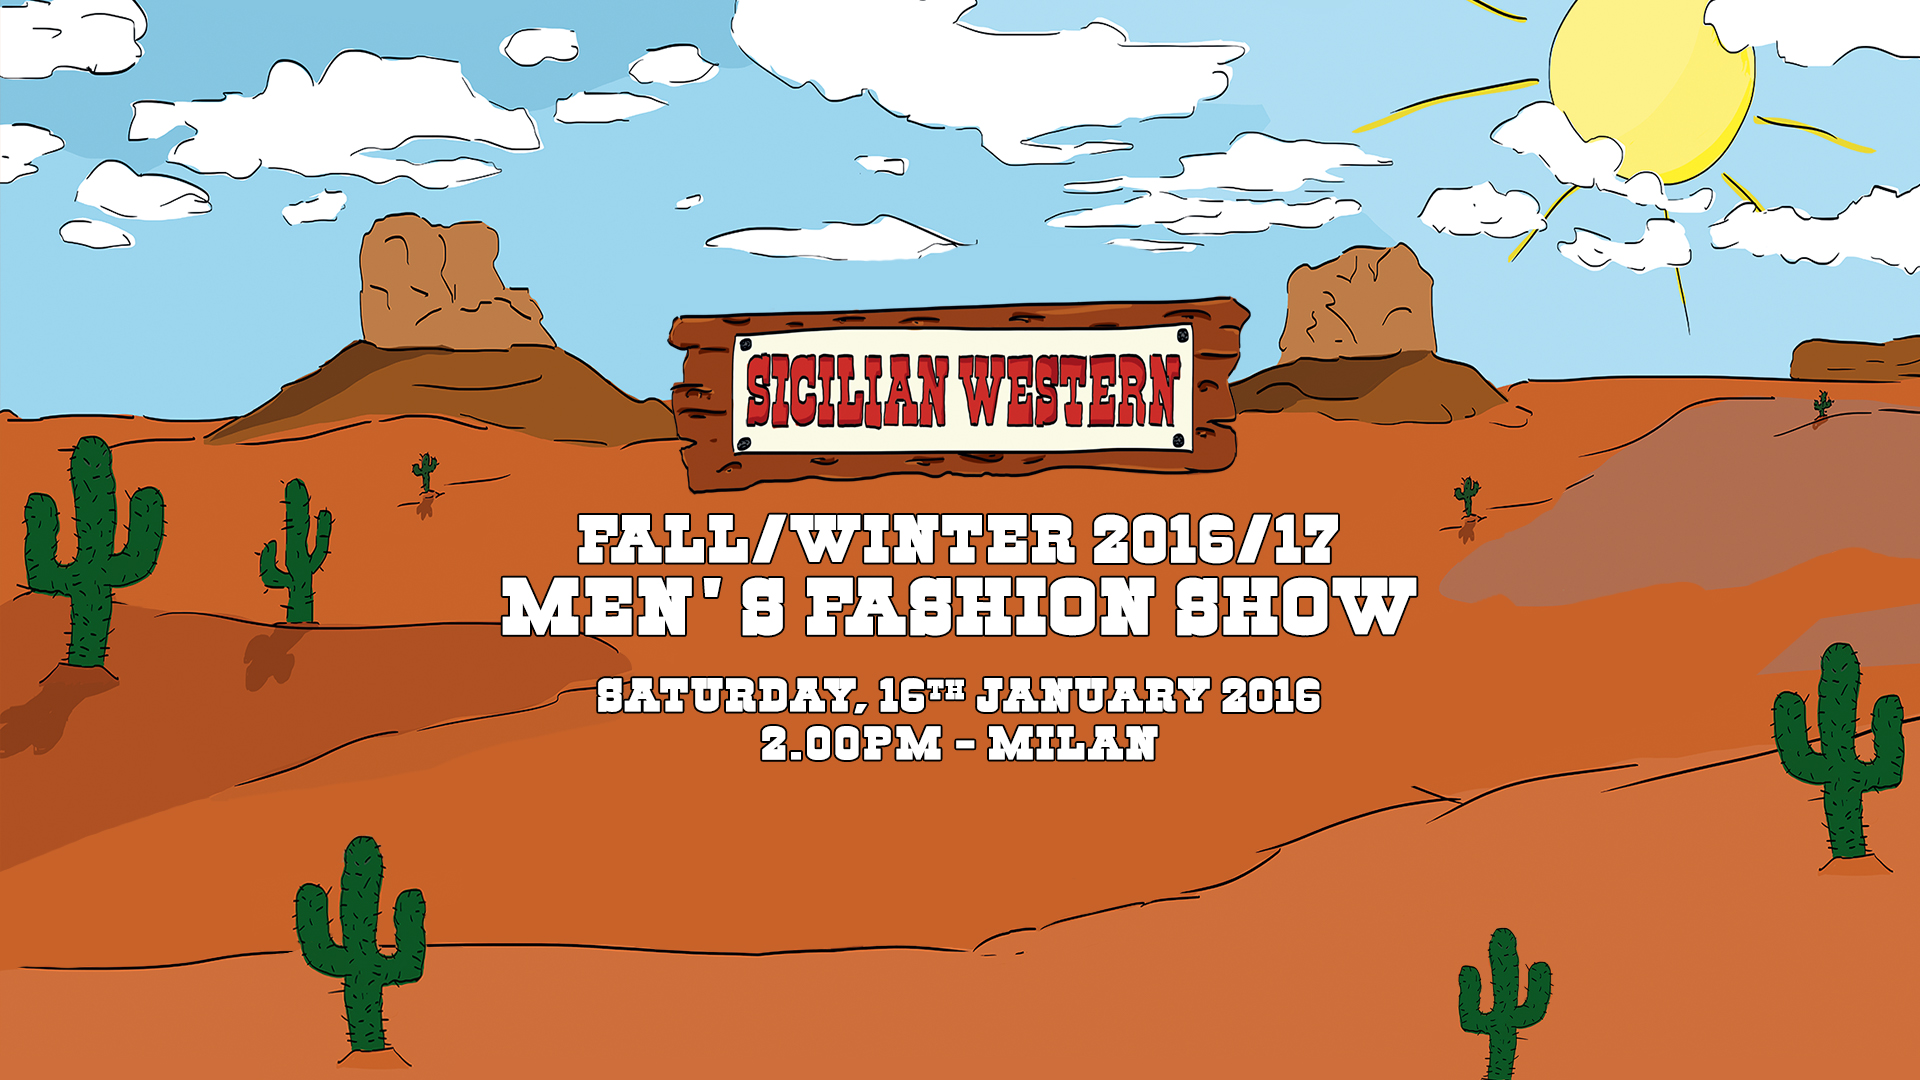 SICILIAN WESTERN
FALL/WINTER 2016/17
MEN'S FASHION SHOW
SATURDAY, 16TH JANUARY 2016
2.00PM - MILAN